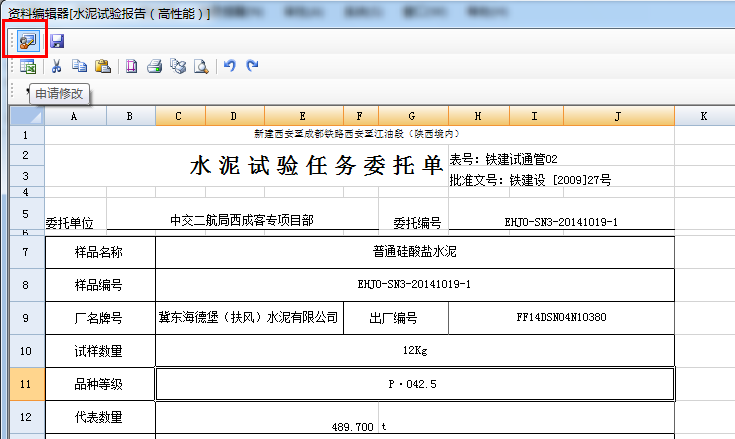 资料编辑器[水泥试验报告（高性能）]
申请修改
A B C D E F G H I J K
1 新建西安至成都铁路西安至江油段（陕西境内）
2 水泥试验任务委托单 表号: 铁建试通管02
3 批准文号: 铁建设 [2009]27号
4
5 委托单位 中交二航局西成客专项目部 委托编号 EHJO-SN3-20141019-1
6
7 样品名称 普通硅酸盐水泥
8 样品编号 EHJO-SN3-20141019-1
9 厂名牌号 冀东海德堡（扶风）水泥有限公司 出厂编号 FF14DSN04N10380
10 试样数量 12Kg
11 品种等级 P·O42.5
12 代表数量 489.700 t